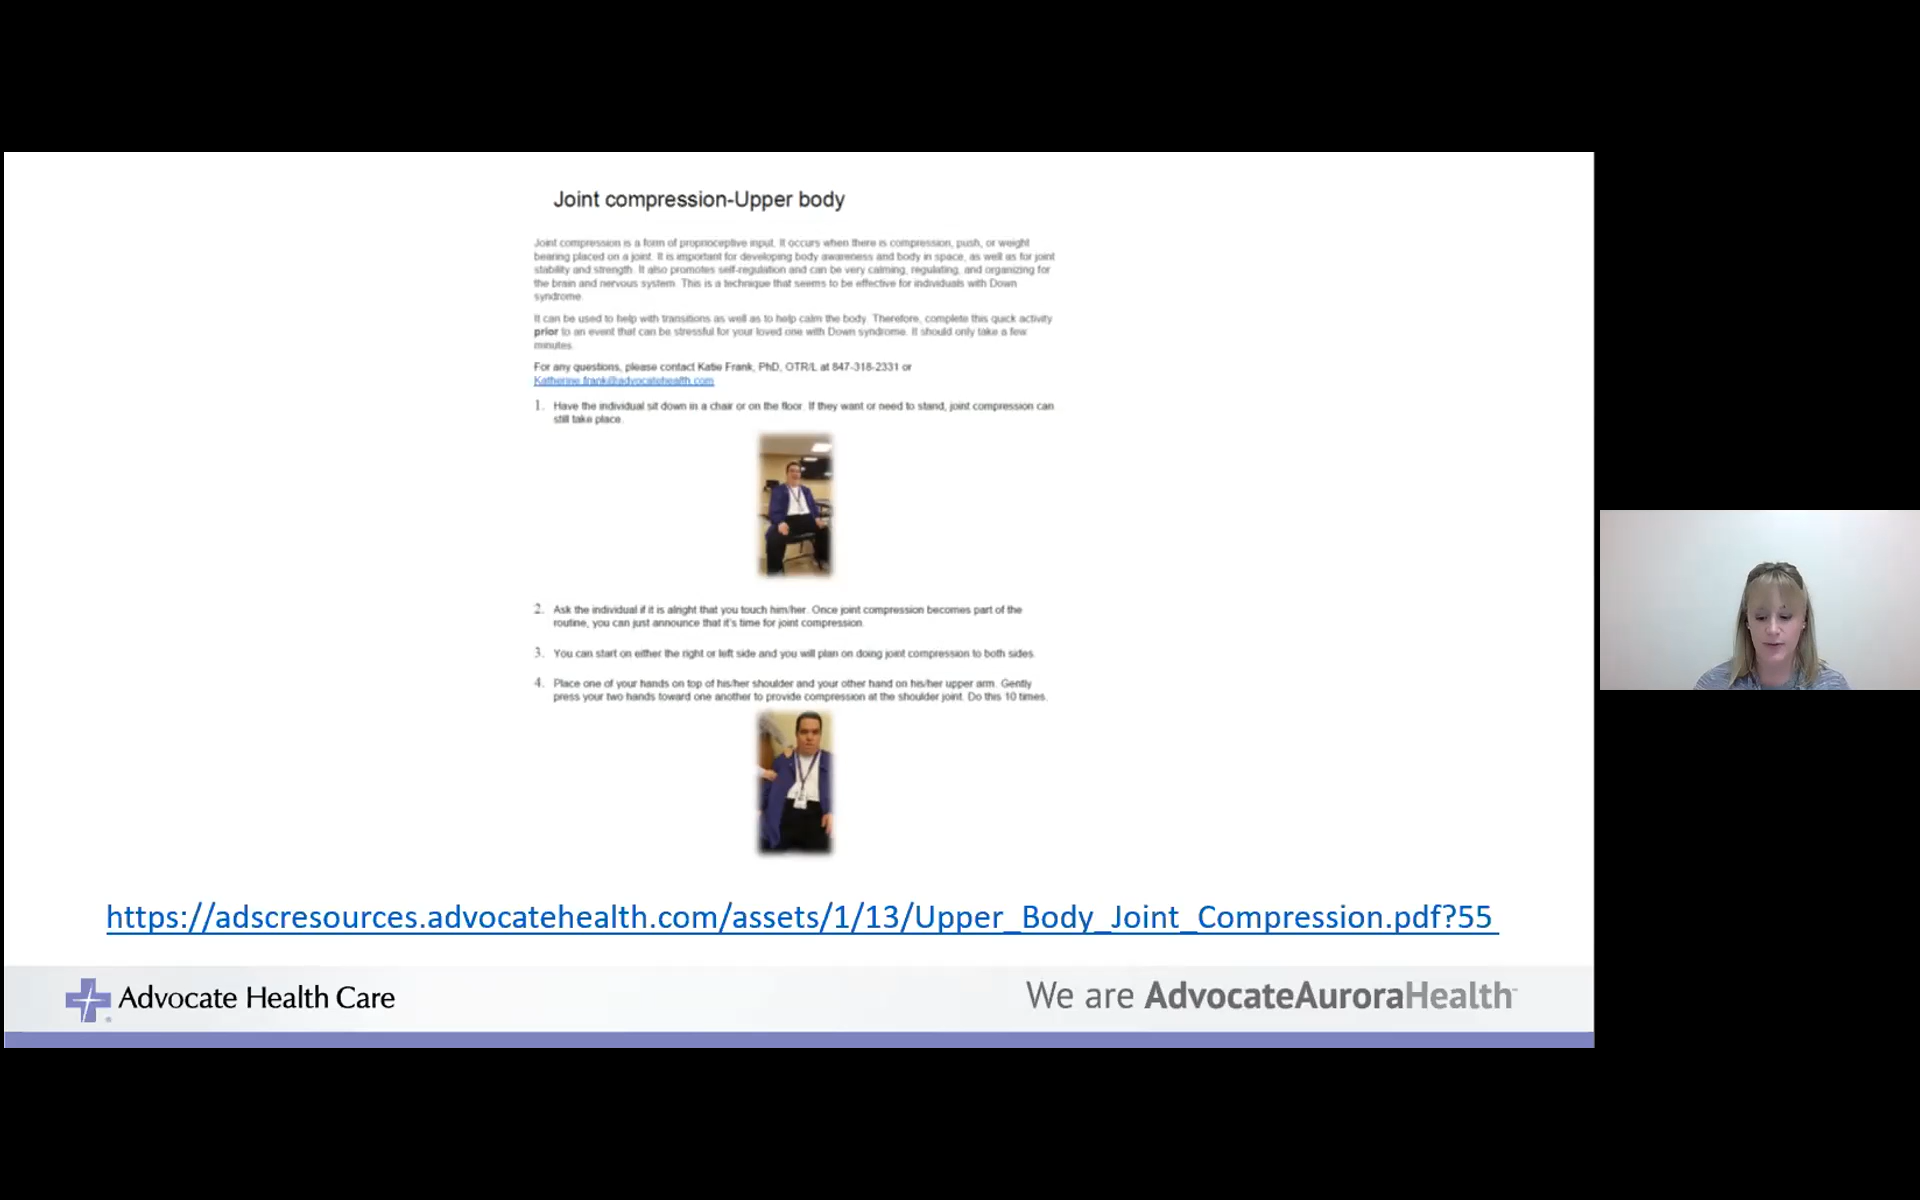 Joint compression-Upper body
Joint compression is a form of proprioceptive input. It occurs when there is compression, push, or weight
bearing placed on a joint. It is important for developing body awareness and body in space, as well as for joint
stability and strength. It also promotes self-regulation and can be very calming, regulating, and organizing for
the brain and nervous system. This is a technique that seems to be effective for individuals with Down
syndrome.
It can be used to help with transitions as well as to help calm the body. Therefore, complete this quick activity
prior to an event that can be stressful for your loved one with Down syndrome. It should only take a few
minutes.
For any questions, please contact Katie Frank, PhD, OTR/L at 847-318-2331 or
Katherine.frank@advocatehealth.com
1. Have the individual sit down in a chair or on the floor. If they want or need to stand, joint compression can
still take place.
2. Ask the individual if it is alright that you touch him/her. Once joint compression becomes part of the
routine, you can just announce that it's time for joint compression.
3. You can start on either the right or left side and you will plan on doing joint compression to both sides.
4. Place one of your hands on top of his/her shoulder and your other hand on his/her upper arm. Gently
press your two hands toward one another to provide compression at the shoulder joint. Do this 10 times.
https://adscresources.advocatehealth.com/assets/1/13/Upper_Body_Joint_Compression.pdf?55
Advocate Health Care
We are AdvocateAuroraHealth™